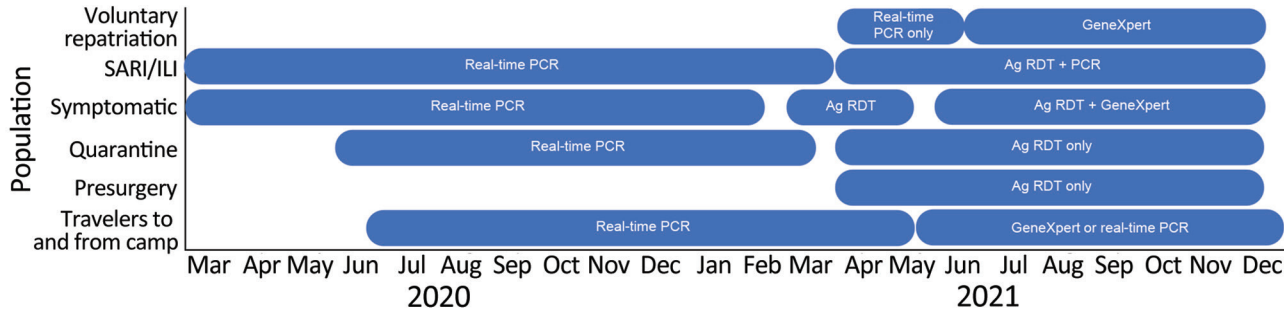 Population
Voluntary
repatriation
Real-time
PCR only
GeneXpert
SARI/ILI
Real-time PCR
Ag RDT + PCR
Symptomatic
Real-time PCR
Ag RDT
Ag RDT + GeneXpert
Quarantine
Real-time PCR
Ag RDT only
Presurgery
Ag RDT only
Travelers to
and from camp
Real-time PCR
GeneXpert or real-time PCR
Mar Apr May Jun Jul Aug Sep Oct Nov Dec Jan Feb Mar Apr May Jun Jul Aug Sep Oct Nov Dec
2020 2021